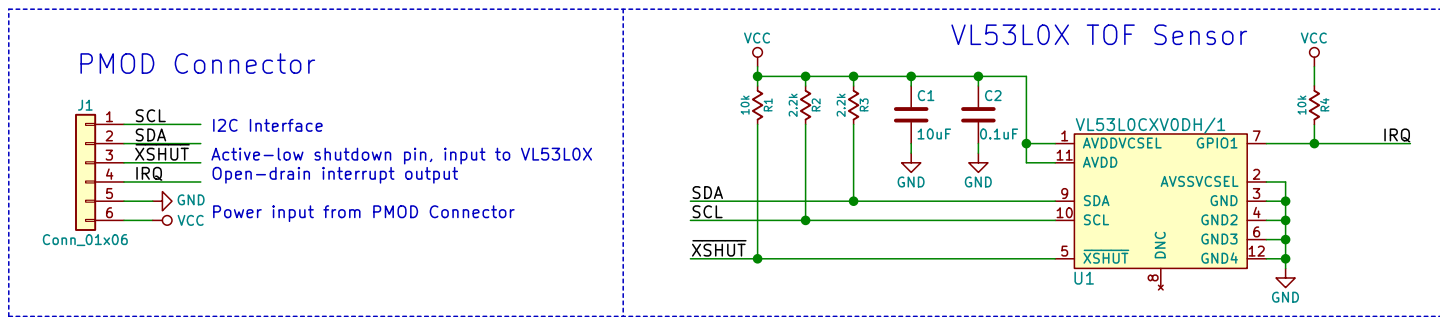 PMOD Connector
J1
1 SCL
I2C Interface
2 SDA
3 XSHUT
Active-low shutdown pin, input to VL53L0X
4 IRQ
Open-drain interrupt output
5 GND
6 VCC
Power input from PMOD Connector
Conn_01x06
VL53L0X TOF Sensor
VCC
10k R1
2.2k R2
2.2k R3
C1
10uF
GND
C2
0.1uF
GND
VCC
10k R4
IRQ
SDA
SCL
XSHUT
VL53L0CXV0DH/1
1 AVDDVCSEL
11 AVDD
9 SDA
10 SCL
5 XSHUT
DNC 8
GPIO1 7
AVSSVCSEL 2
GND 3
GND2 4
GND3 6
GND4 12
U1
GND